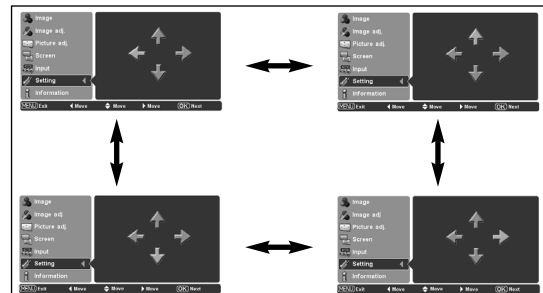 Image
Image adj.
Picture adj.
Screen
Input
Setting
Information
MENU Exit Move Move Move OK Next
Image
Image adj.
Picture adj.
Screen
Input
Setting
Information
MENU Exit Move Move Move OK Next
Image
Image adj.
Picture adj.
Screen
Input
Setting
Information
MENU Exit Move Move Move OK Next
Image
Image adj.
Picture adj.
Screen
Input
Setting
Information
MENU Exit Move Move Move OK Next